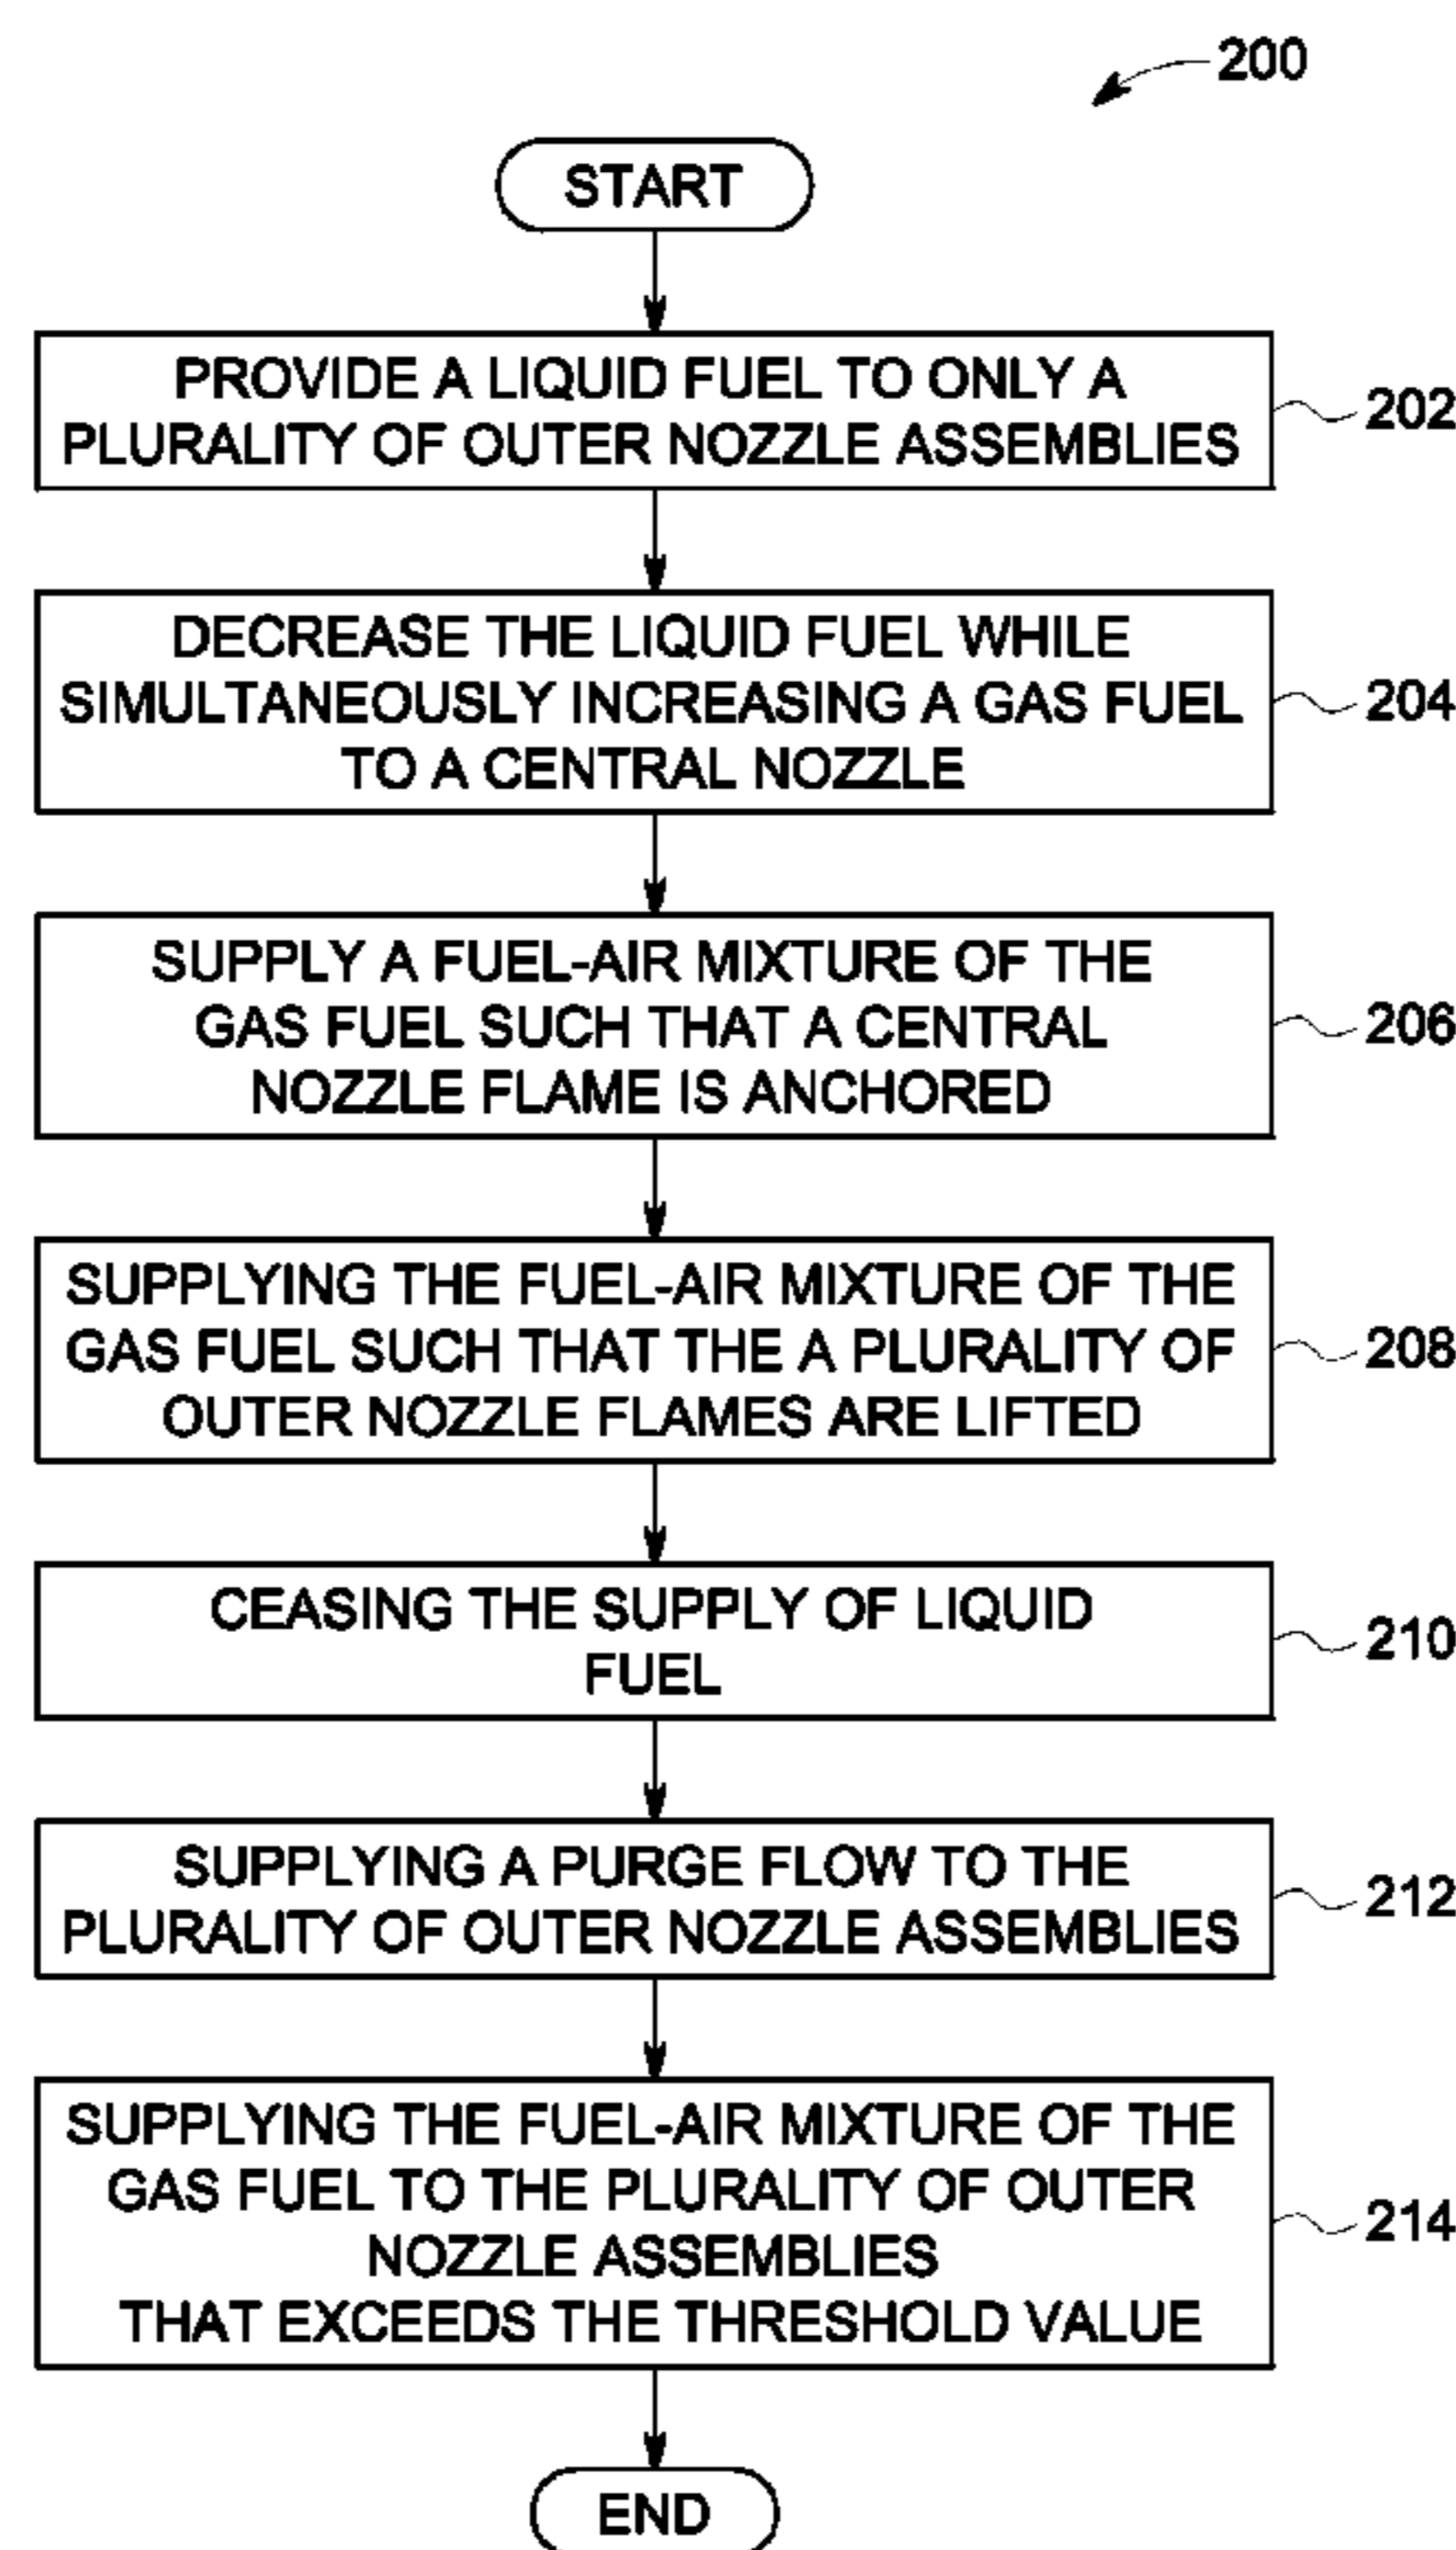 200
START
PROVIDE A LIQUID FUEL TO ONLY A
PLURALITY OF OUTER NOZZLE ASSEMBLIES
202
DECREASE THE LIQUID FUEL WHILE
SIMULTANEOUSLY INCREASING A GAS FUEL
TO A CENTRAL NOZZLE
204
SUPPLY A FUEL-AIR MIXTURE OF THE
GAS FUEL SUCH THAT A CENTRAL
NOZZLE FLAME IS ANCHORED
206
SUPPLYING THE FUEL-AIR MIXTURE OF THE
GAS FUEL SUCH THAT THE A PLURALITY OF
OUTER NOZZLE FLAMES ARE LIFTED
208
CEASING THE SUPPLY OF LIQUID
FUEL
210
SUPPLYING A PURGE FLOW TO THE
PLURALITY OF OUTER NOZZLE ASSEMBLIES
212
SUPPLYING THE FUEL-AIR MIXTURE OF THE
GAS FUEL TO THE PLURALITY OF OUTER
NOZZLE ASSEMBLIES
THAT EXCEEDS THE THRESHOLD VALUE
214
END